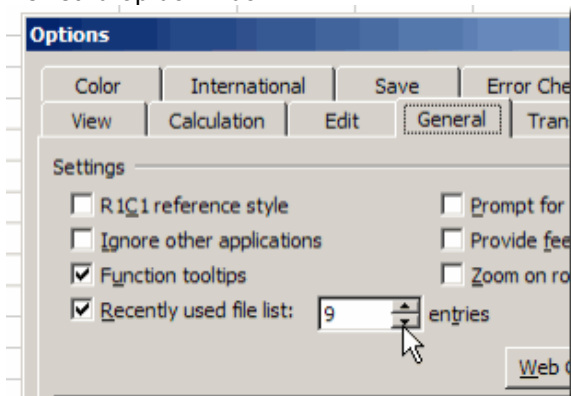 Options
Color International Save Error Che
View Calculation Edit General Tran
Settings
R1C1 reference style Prompt for
Ignore other applications Provide fee
Function tooltips Zoom on ro
Recently used file list: 9 entries
Web